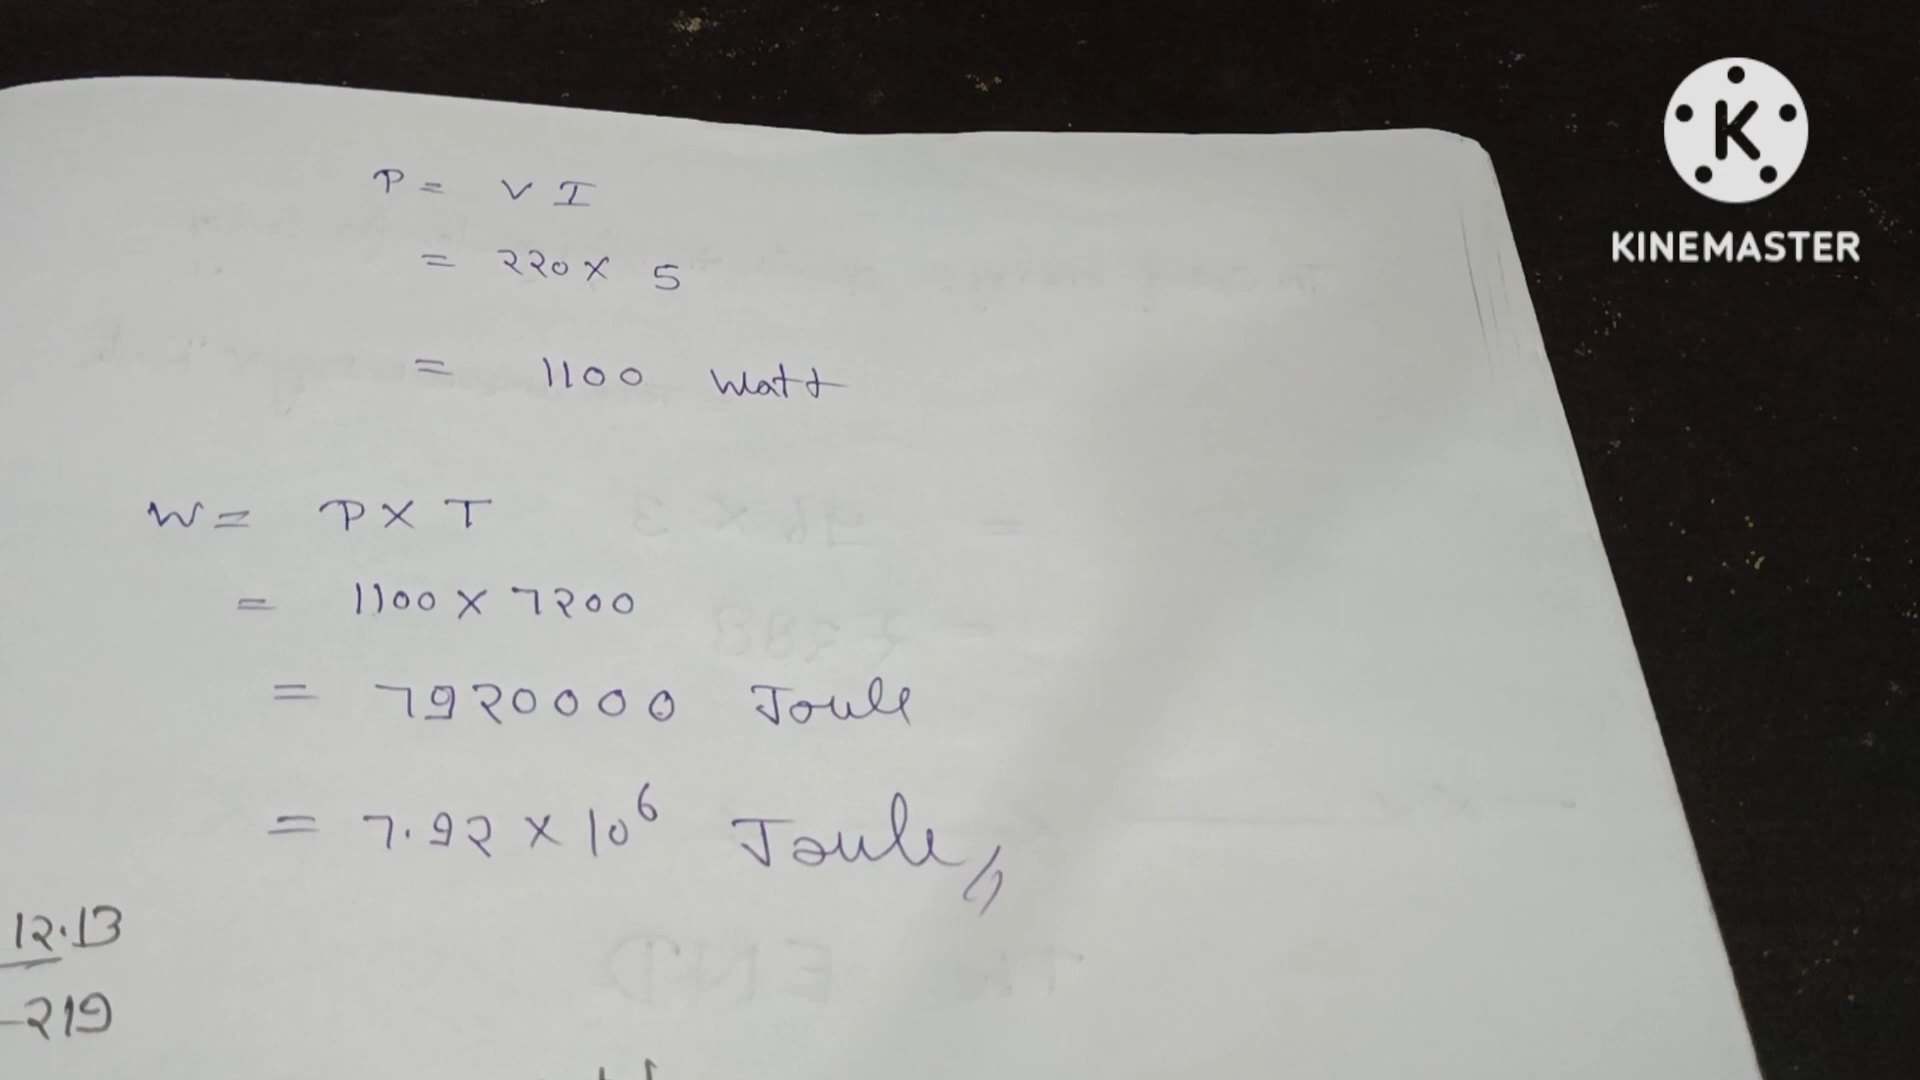 P = V I
= 220 × 5
= 1100 Watt
W = P × T
= 1100 × 7200
= 7920000 Joule
= 7.92 × 10⁶ Joule //
12.13
219
K
KINEMASTER